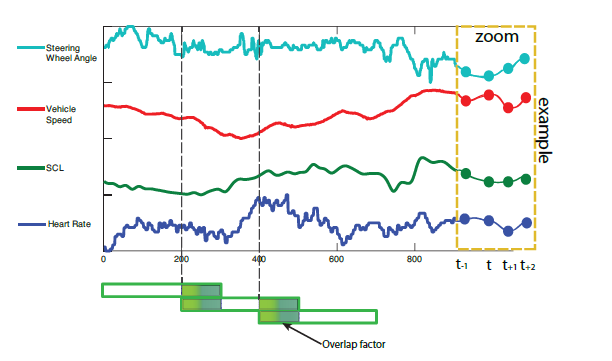 zoom
Steering
Wheel Angle
Vehicle
Speed
example
SCL
Heart Rate
0 200 400 600 800 t-1 t t+1 t+2
Overlap factor